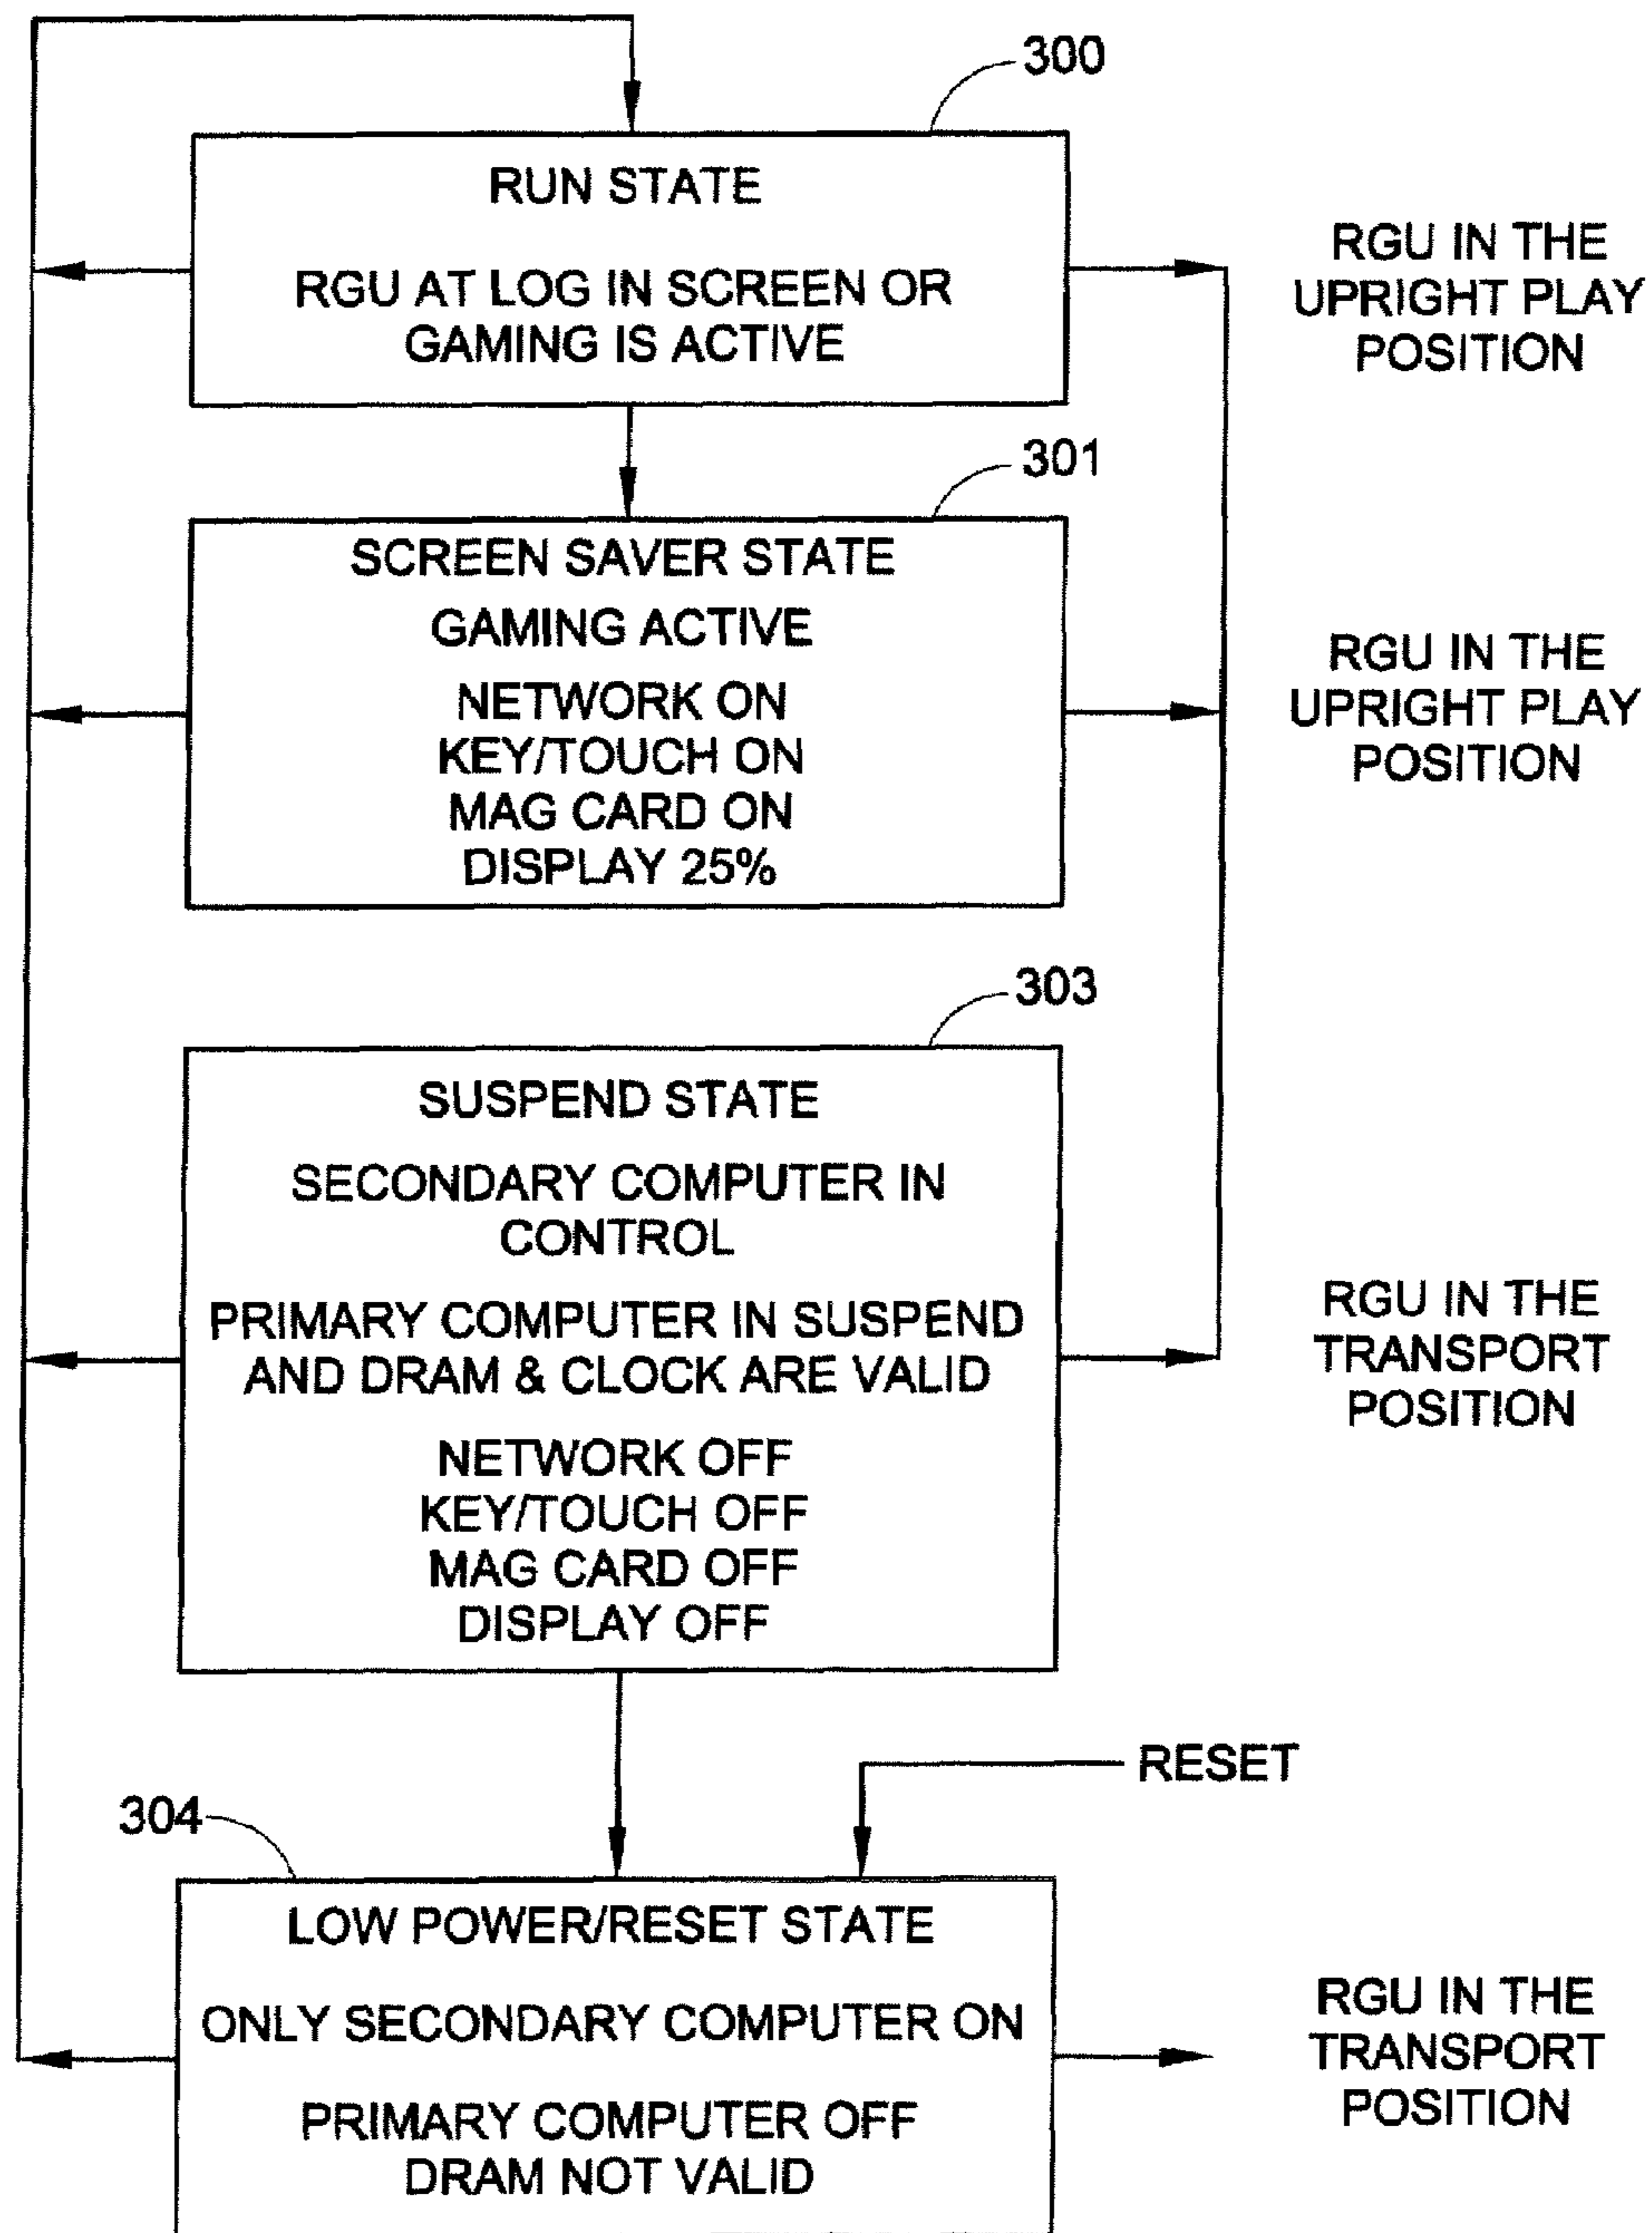 300
RUN STATE
RGU AT LOG IN SCREEN OR
GAMING IS ACTIVE
RGU IN THE
UPRIGHT PLAY
POSITION
301
SCREEN SAVER STATE
GAMING ACTIVE
NETWORK ON
KEY/TOUCH ON
MAG CARD ON
DISPLAY 25%
RGU IN THE
UPRIGHT PLAY
POSITION
303
SUSPEND STATE
SECONDARY COMPUTER IN
CONTROL
PRIMARY COMPUTER IN SUSPEND
AND DRAM & CLOCK ARE VALID
NETWORK OFF
KEY/TOUCH OFF
MAG CARD OFF
DISPLAY OFF
RGU IN THE
TRANSPORT
POSITION
RESET
304
LOW POWER/RESET STATE
ONLY SECONDARY COMPUTER ON
PRIMARY COMPUTER OFF
DRAM NOT VALID
RGU IN THE
TRANSPORT
POSITION